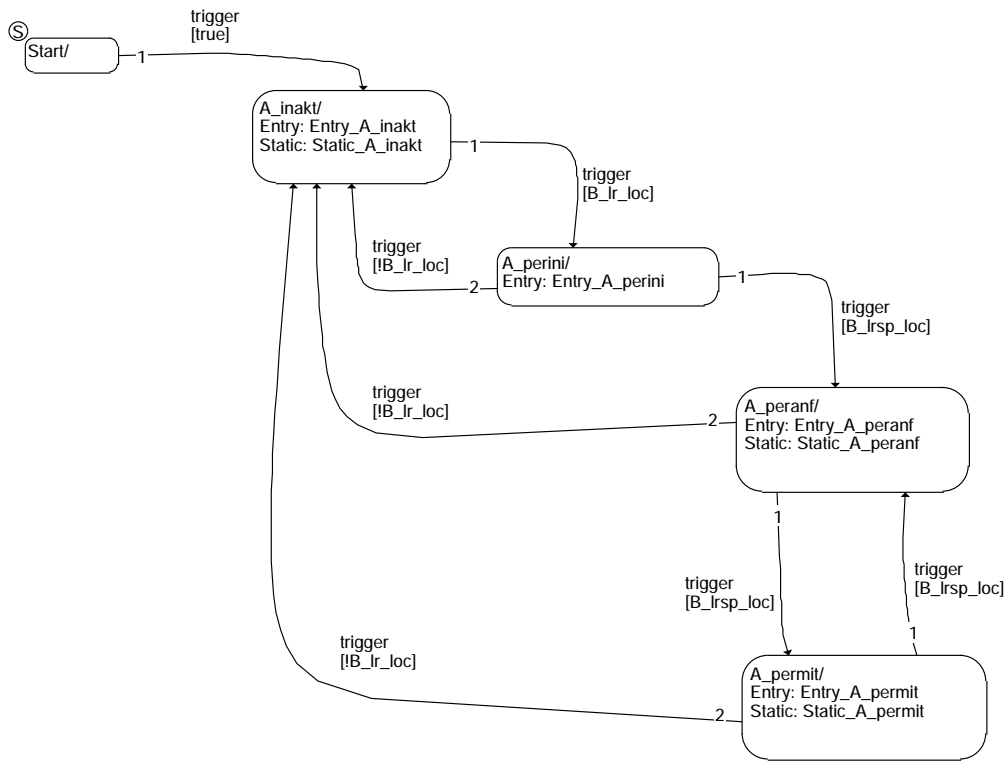 trigger
[true]
S
Start/
1
A_inakt/
Entry: Entry_A_inakt
Static: Static_A_inakt
1
trigger
[B_lr_loc]
trigger
[!B_lr_loc]
2
A_perini/
Entry: Entry_A_perini
1
trigger
[B_lrsp_loc]
trigger
[!B_lr_loc]
2
A_peranf/
Entry: Entry_A_peranf
Static: Static_A_peranf
1
trigger
[B_lrsp_loc]
trigger
[B_lrsp_loc]
1
trigger
[!B_lr_loc]
2
A_permit/
Entry: Entry_A_permit
Static: Static_A_permit